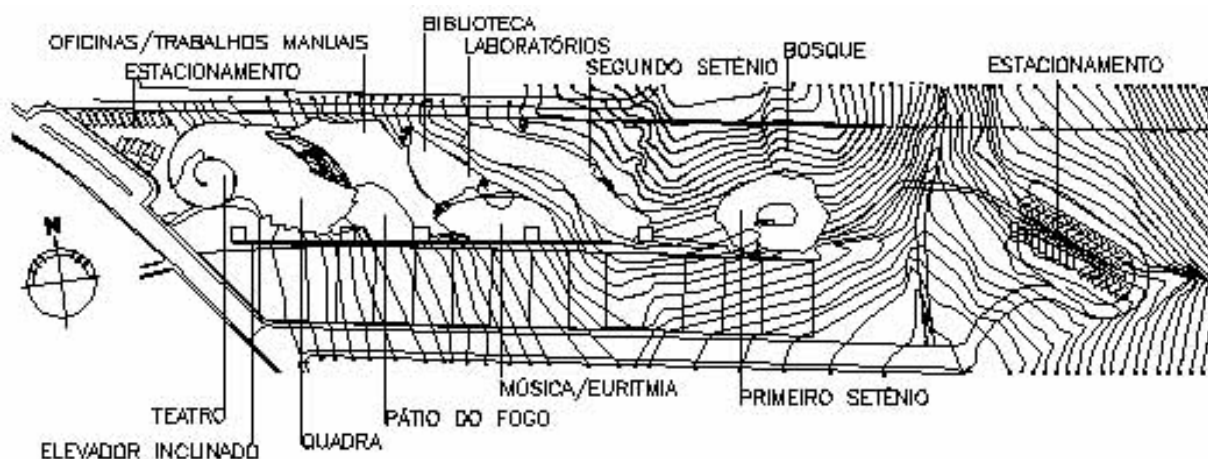 BIBLIOTECA
OFICINAS/TRABALHOS MANUAIS
LABORATÓRIOS
BOSQUE
ESTACIONAMENTO
SEGUNDO SETÊNIO
ESTACIONAMENTO
N
MÚSICA/EURITMIA
PRIMEIRO SETÊNIO
TEATRO
PÁTIO DO FOGO
QUADRA
ELEVADOR INCLINADO